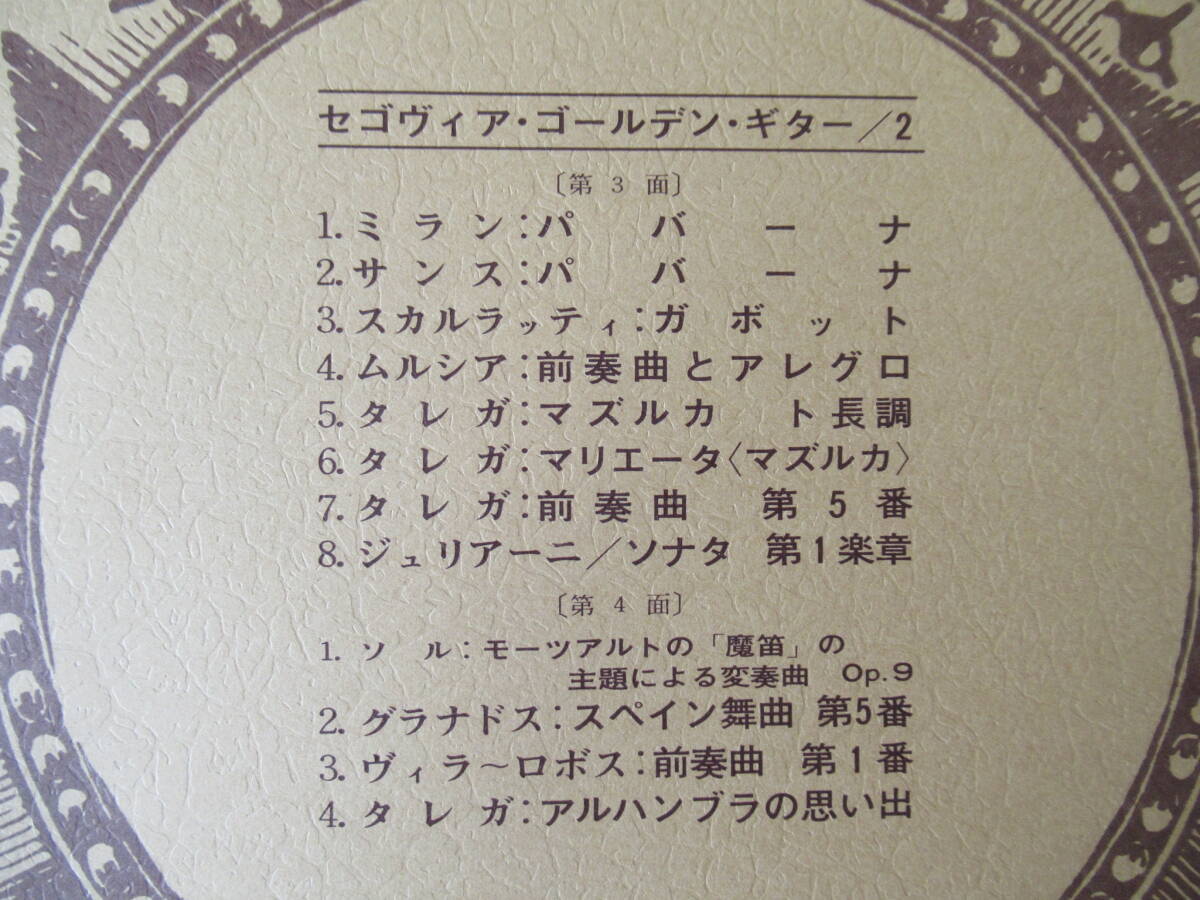 セゴヴィア・ゴールデン・ギター／2
〔第 3 面〕
1. ミラン：パバーナ
2. サンス：パバーナ
3. スカルラッティ：ガボット
4. ムルシア：前奏曲とアレグロ
5. タレガ：マズルカ ト長調
6. タレガ：マリエータ〈マズルカ〉
7. タレガ：前奏曲 第5番
8. ジュリアーニ／ソナタ 第1楽章
〔第 4 面〕
1. ソル：モーツアルトの「魔笛」の
主題による変奏曲 Op.9
2. グラナドス：スペイン舞曲 第5番
3. ヴィラ～ロボス：前奏曲 第1番
4. タレガ：アルハンブラの思い出